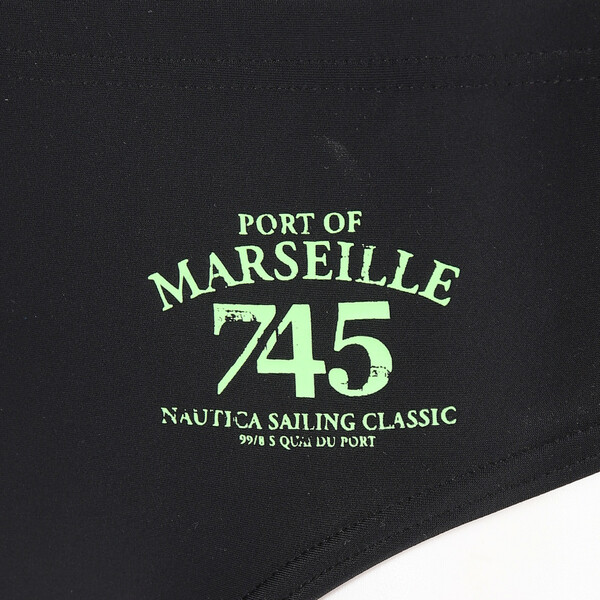 PORT OF
MARSEILLE
745
NAUTICA SAILING CLASSIC
99/8 S QUAI DU PORT